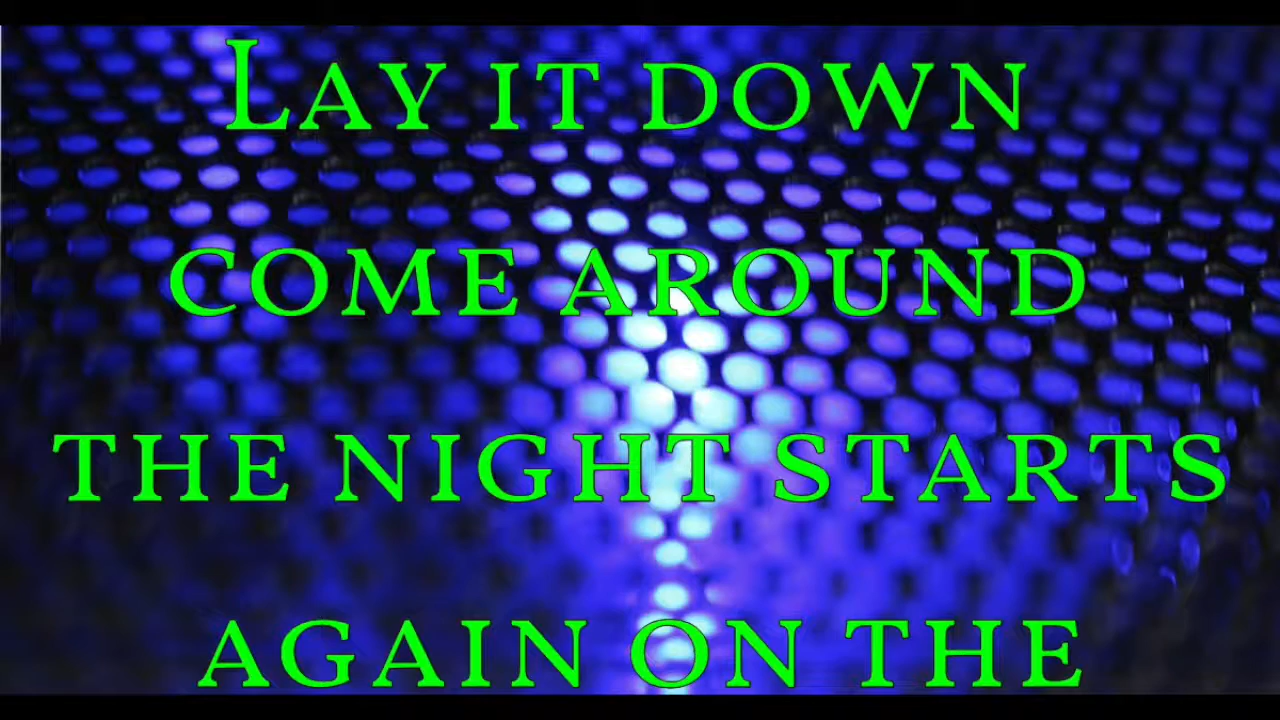 Lay it down
come around
the night starts
again on the